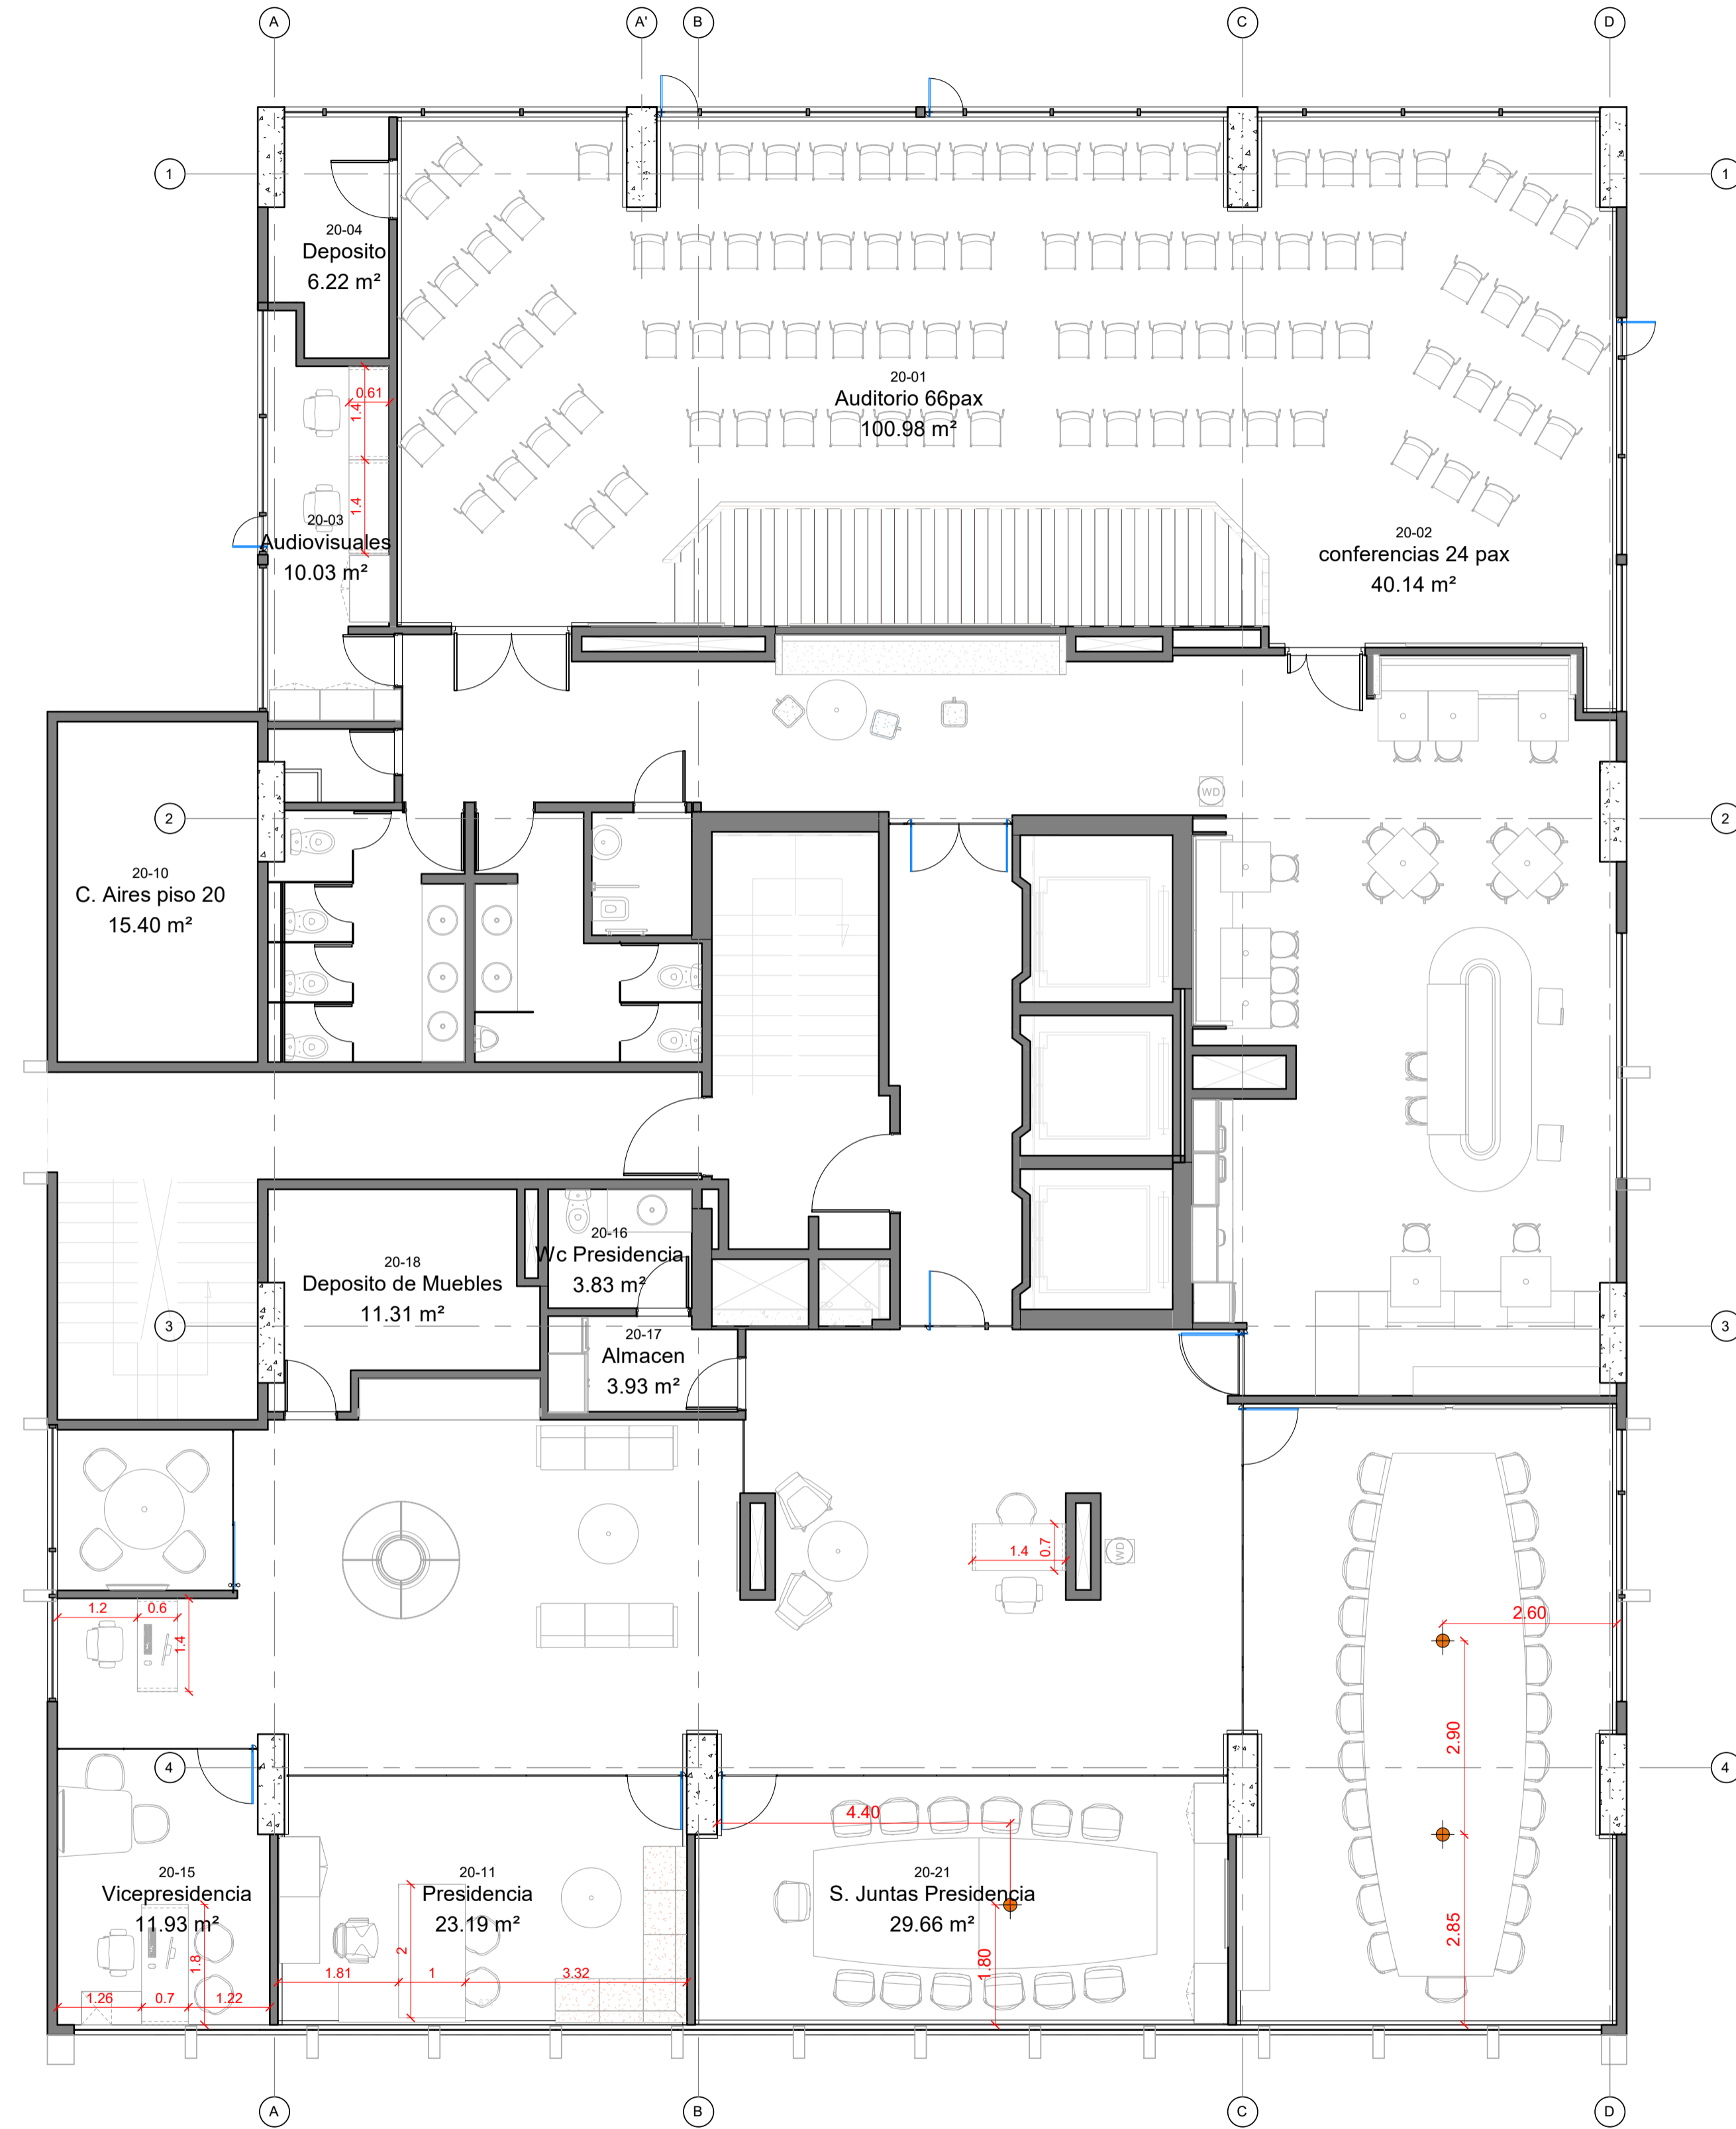 A
A'
B
C
D
1
1
20-04
Deposito
6.22 m²
20-01
Auditorio 66pax
100.98 m²
0.61
1.4
1.4
20-03
Audiovisuales
10.03 m²
20-02
conferencias 24 pax
40.14 m²
WD
2
2
20-10
C. Aires piso 20
15.40 m²
20-16
Wc Presidencia
3.83 m²
20-18
Deposito de Muebles
11.31 m²
3
3
20-17
Almacen
3.93 m²
1.4
0.7
WD
1.2
0.6
1.4
2.60
2.90
2.85
4
4
4.40
1.80
20-15
Vicepresidencia
11.93 m²
1.8
1.26
0.7
1.22
20-11
Presidencia
23.19 m²
2
1.81
1
3.32
20-21
S. Juntas Presidencia
29.66 m²
A
B
C
D